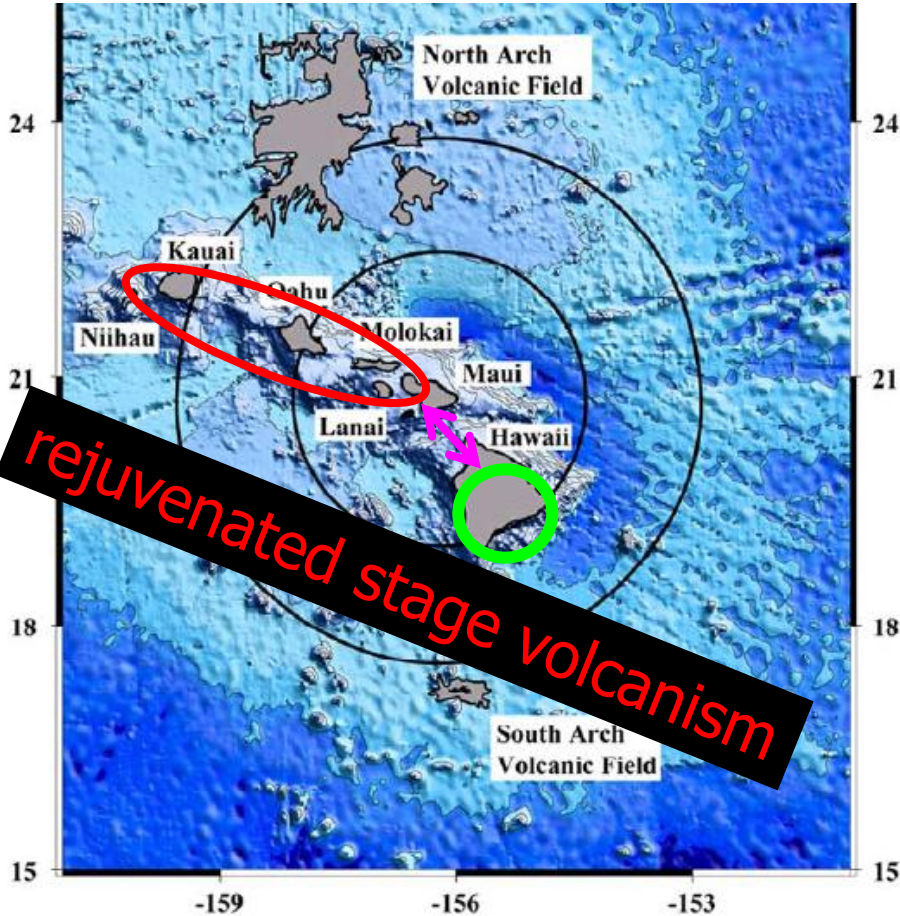 North Arch
Volcanic Field
24
24
Kauai
Oahu
Niihau
Molokai
21
Maui
21
Lanai
Hawaii
rejuvenated stage volcanism
18
18
South Arch
Volcanic Field
15
15
-159
-156
-153